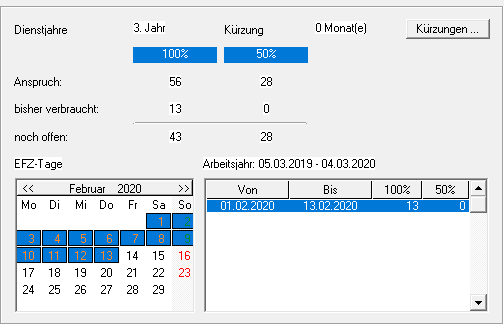 Dienstjahre 3. Jahr Kürzung 0 Monat(e) Kürzungen ...
100% 50%
Anspruch: 56 28
bisher verbraucht: 13 0
noch offen: 43 28
EFZ-Tage Arbeitsjahr: 05.03.2019 - 04.03.2020
<< Februar 2020 >>
Mo Di Mi Do Fr Sa So
1 2
3 4 5 6 7 8 9
10 11 12 13 14 15 16
17 18 19 20 21 22 23
24 25 26 27 28 29
Von Bis 100% 50%
01.02.2020 13.02.2020 13 0